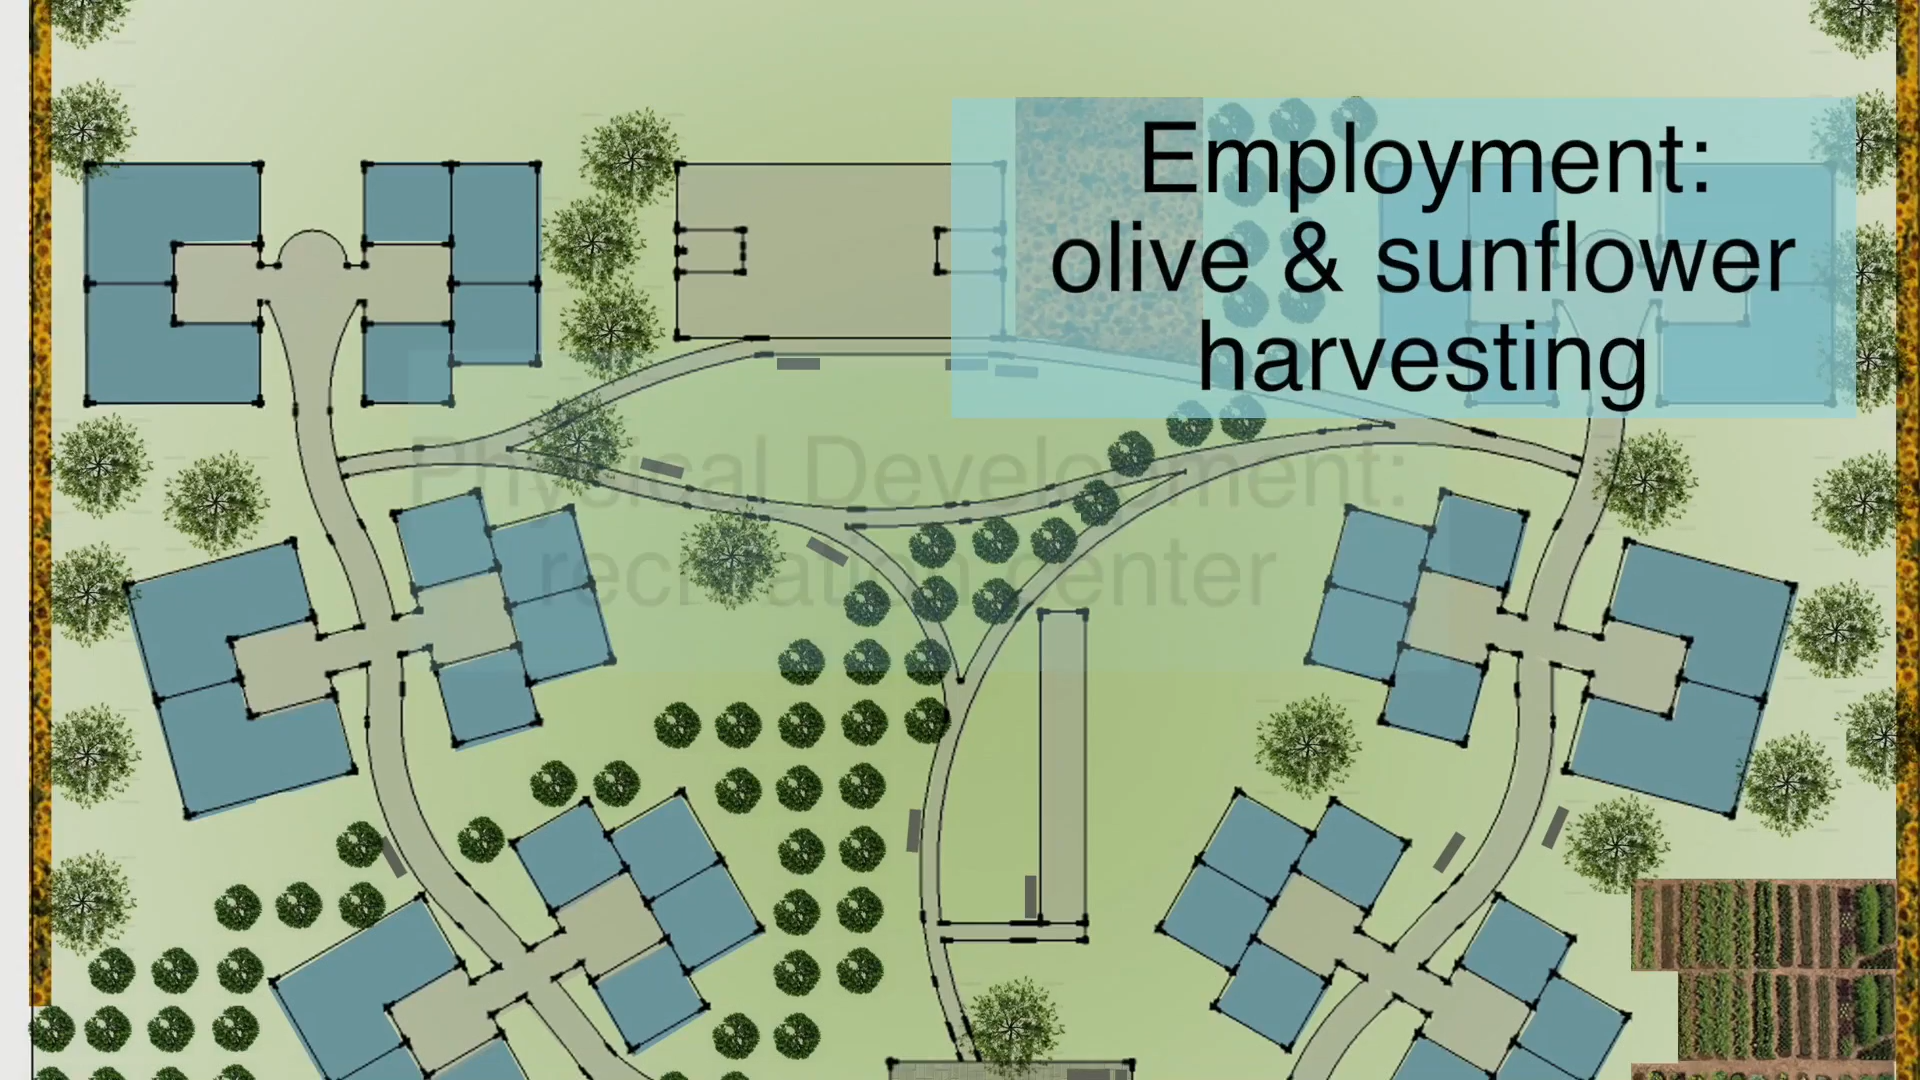 Employment:
olive & sunflower
harvesting
Physical Development:
recreation center